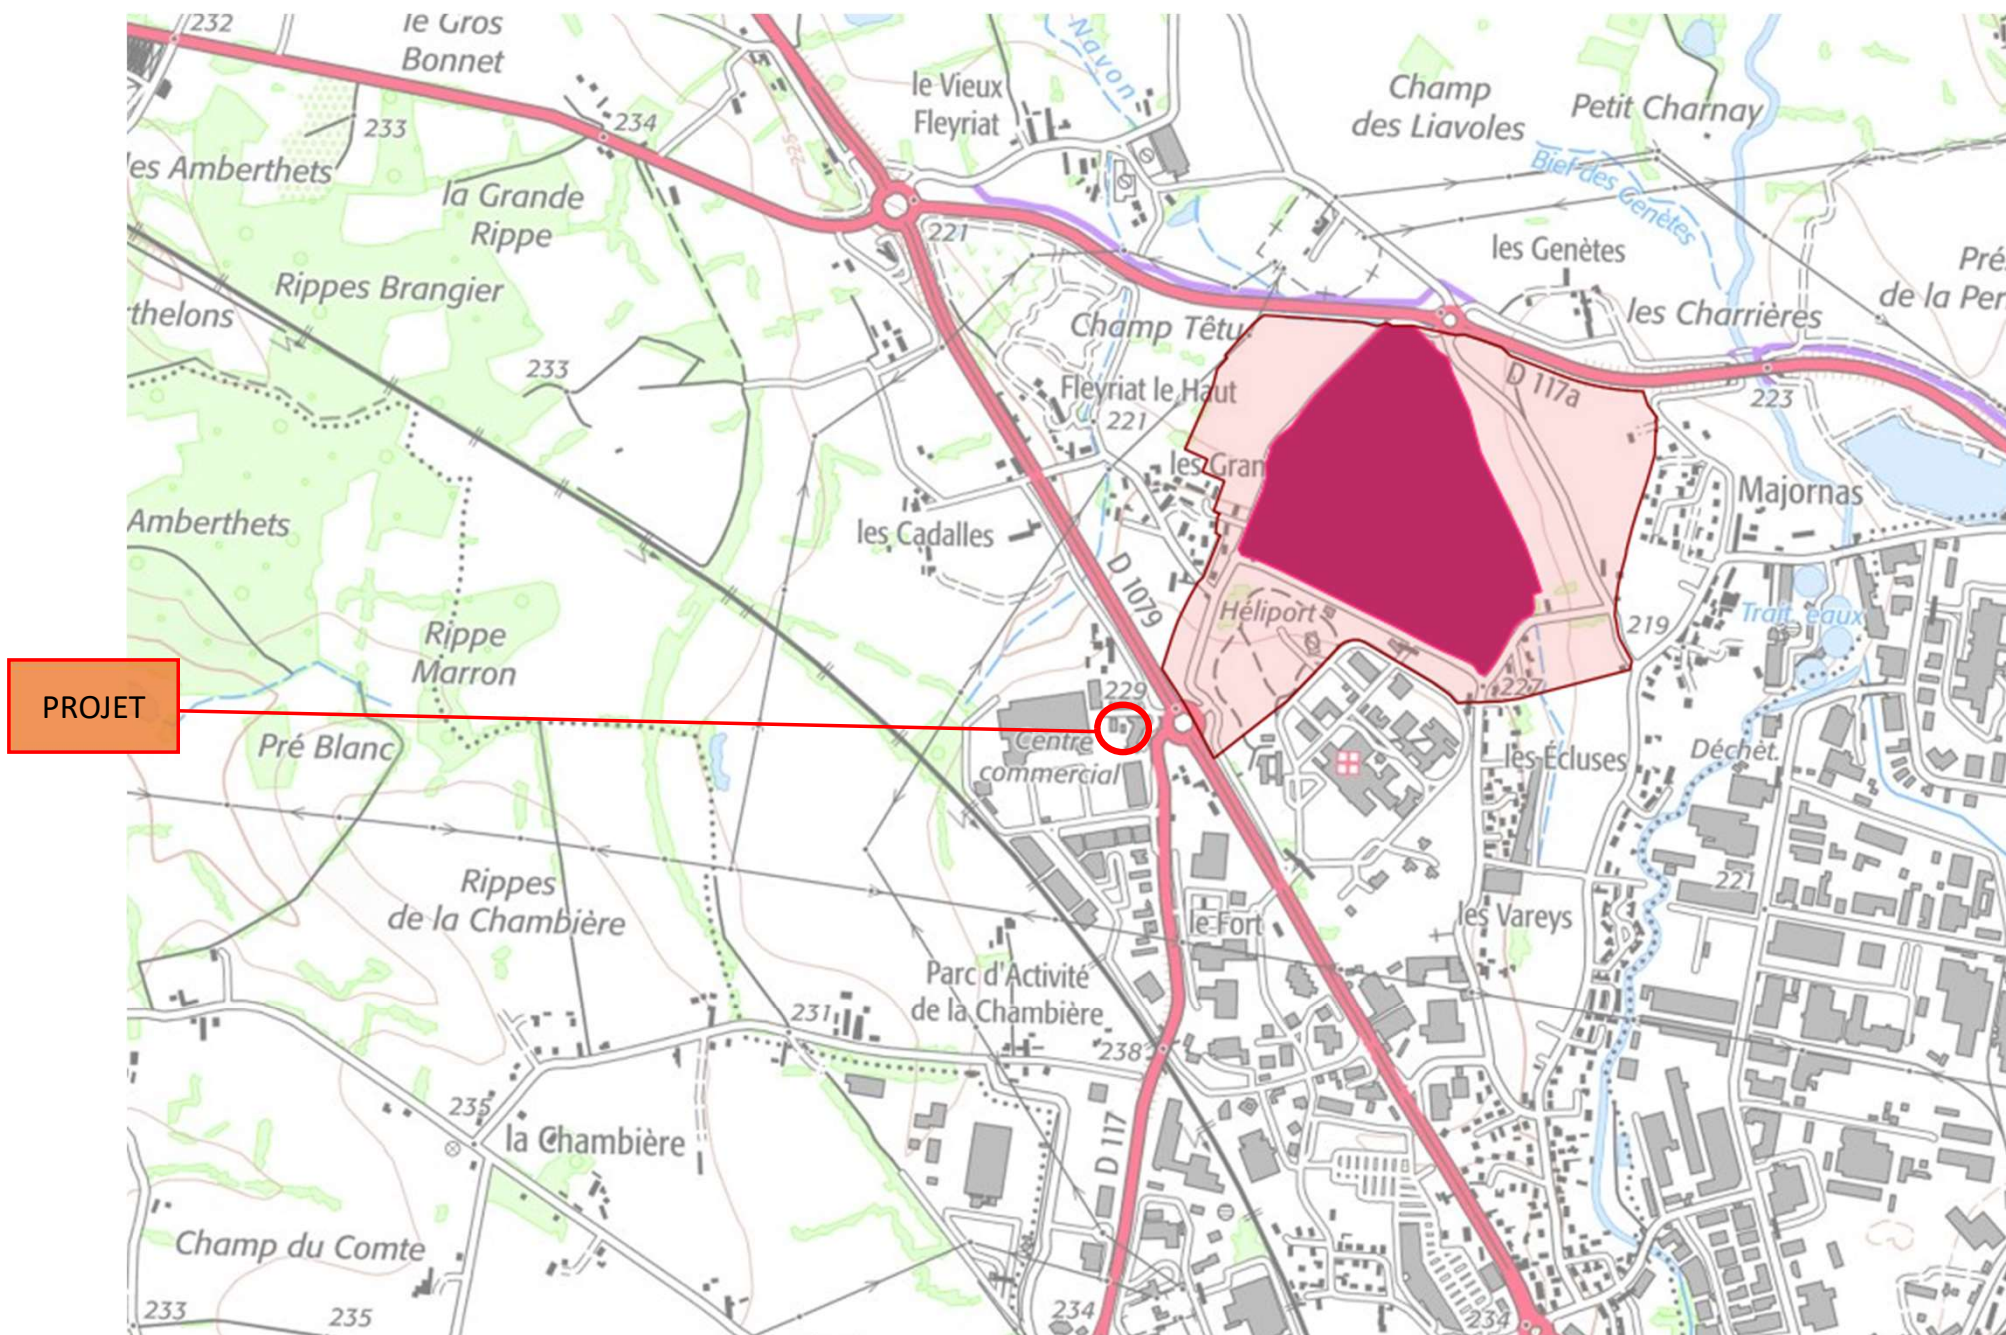 232
le Gros
Bonnet
Navon
le Vieux
Fleyriat
Champ
des Liavoles
Petit Charnay
233
234
225
les Amberthets
la Grande
Rippe
Bief des
Genètes
221
les Genètes
Pré
de la Per
Rippes Brangier
thelons
Champ Têtu
les Charrières
233
Fleyriat le Haut
221
D 117a
223
les Gran
Majornas
Amberthets
les Cadalles
D 1079
Héliport
Trait. eaux
219
Rippe
Marron
PROJET
229
227
Pré Blanc
Centre
commercial
les Écluses
Déchèt.
Rippes
de la Chambière
221
le Fort
les Vareys
Parc d'Activité
de la Chambière
231
238
235
la Chambière
D 117
Champ du Comte
233
235
234
234